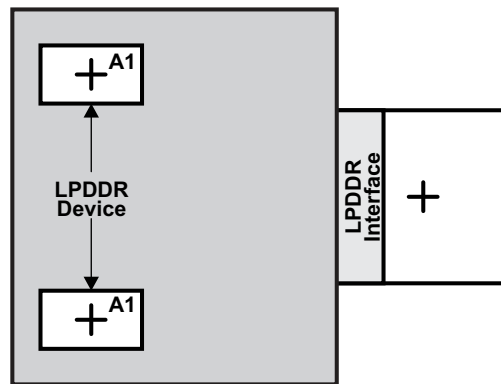 A1
LPDDR
Device
LPDDR
Interface
A1